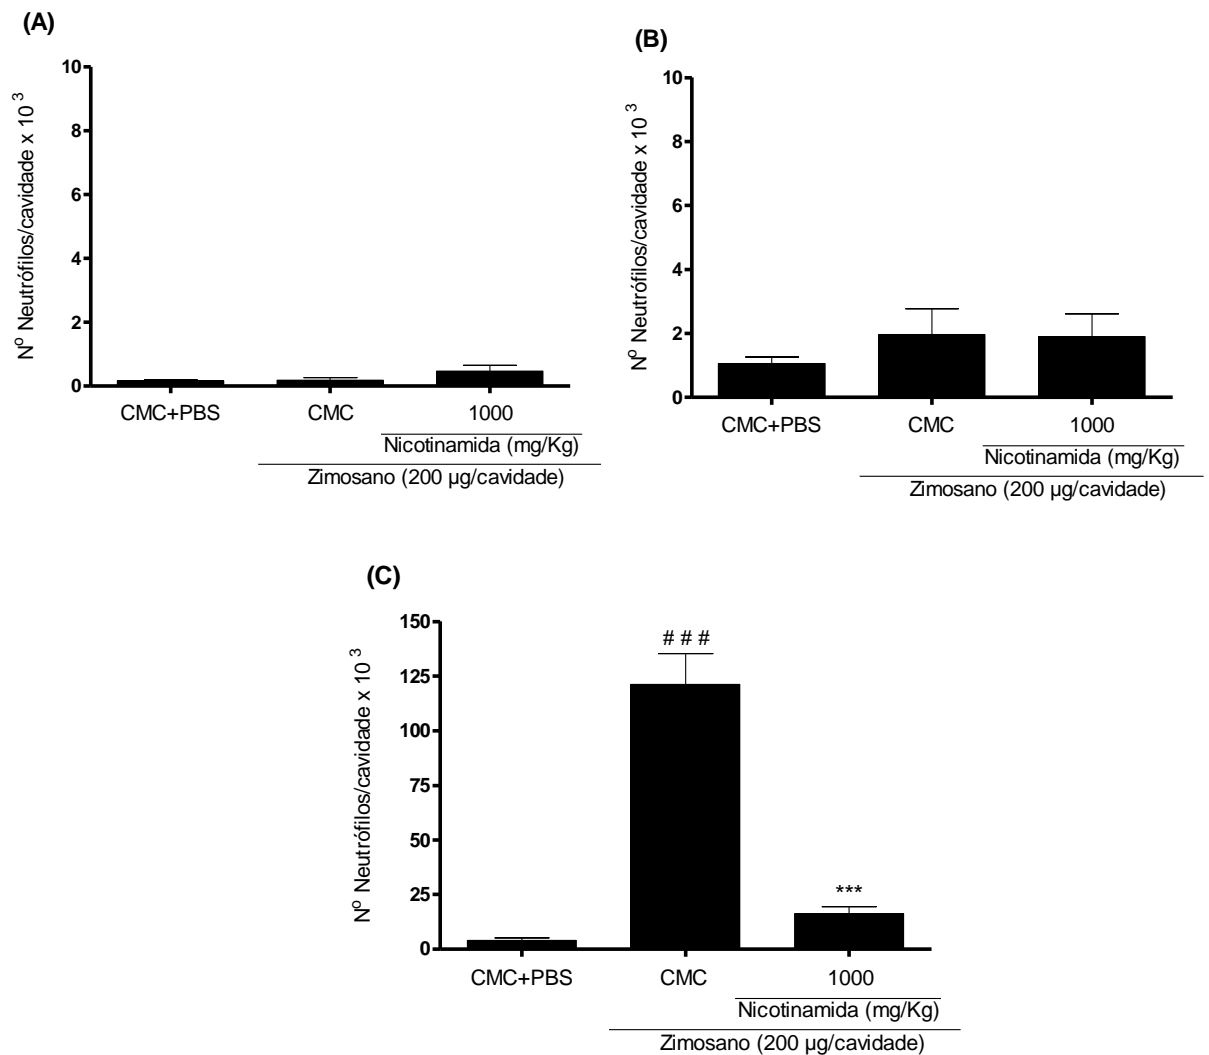 (A)
10
8
6
4
2
0
Nº Neutrófilos/cavidade x 10 ³
CMC+PBS CMC 1000
Nicotinamida (mg/Kg)
Zimosano (200 µg/cavidade)
(B)
10
8
6
4
2
0
Nº Neutrófilos/cavidade x 10 ³
CMC+PBS CMC 1000
Nicotinamida (mg/Kg)
Zimosano (200 µg/cavidade)
(C)
150
125
100
75
50
25
0
Nº Neutrófilos/cavidade x 10 ³
# # #
***
CMC+PBS CMC 1000
Nicotinamida (mg/Kg)
Zimosano (200 µg/cavidade)